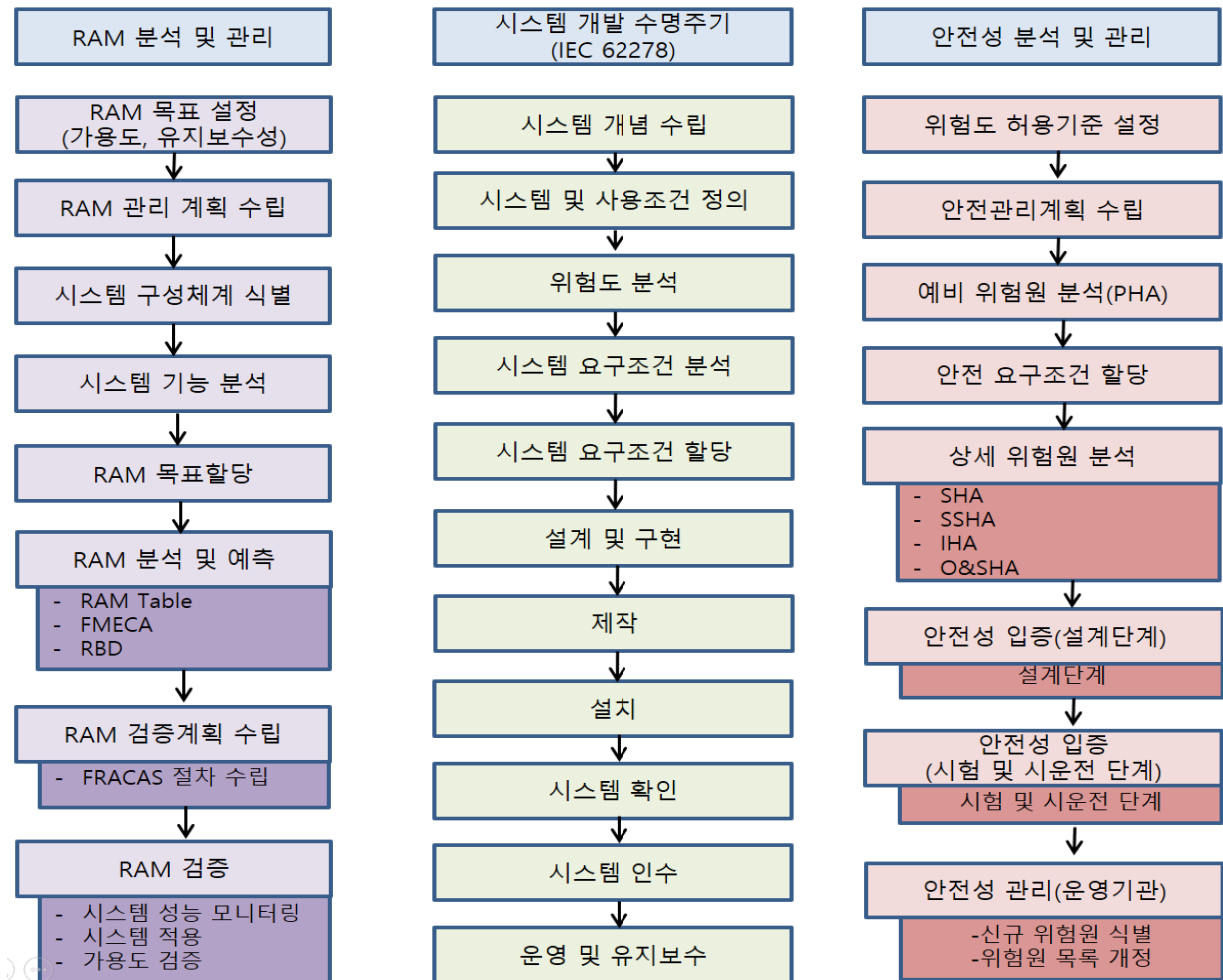 RAM 분석 및 관리
RAM 목표 설정
(가용도, 유지보수성)
RAM 관리 계획 수립
시스템 구성체계 식별
시스템 기능 분석
RAM 목표할당
RAM 분석 및 예측
- RAM Table
- FMECA
- RBD
RAM 검증계획 수립
- FRACAS 절차 수립
RAM 검증
- 시스템 성능 모니터링
- 시스템 적용
- 가용도 검증
시스템 개발 수명주기
(IEC 62278)
시스템 개념 수립
시스템 및 사용조건 정의
위험도 분석
시스템 요구조건 분석
시스템 요구조건 할당
설계 및 구현
제작
설치
시스템 확인
시스템 인수
운영 및 유지보수
안전성 분석 및 관리
위험도 허용기준 설정
안전관리계획 수립
예비 위험원 분석(PHA)
안전 요구조건 할당
상세 위험원 분석
- SHA
- SSHA
- IHA
- O&SHA
안전성 입증(설계단계)
설계단계
안전성 입증
(시험 및 시운전 단계)
시험 및 시운전 단계
안전성 관리(운영기관)
-신규 위험원 식별
-위험원 목록 개정